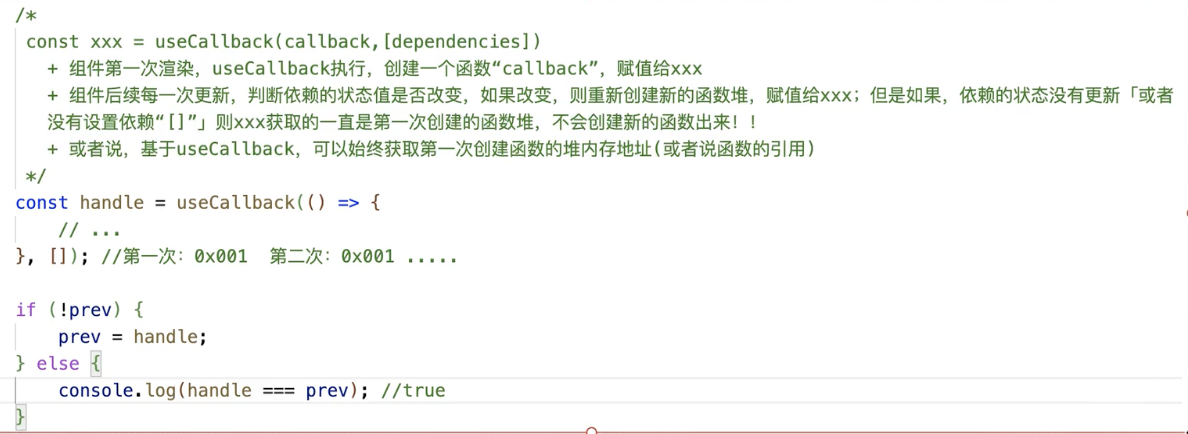 /*
const xxx = useCallback(callback,[dependencies])
+ 组件第一次渲染，useCallback执行，创建一个函数“callback”，赋值给xxx
+ 组件后续每一次更新，判断依赖的状态值是否改变，如果改变，则重新创建新的函数堆，赋值给xxx；但是如果，依赖的状态没有更新「或者
没有设置依赖“[]”」则xxx获取的一直是第一次创建的函数堆，不会创建新的函数出来！！
+ 或者说，基于useCallback，可以始终获取第一次创建函数的堆内存地址(或者说函数的引用)
*/
const handle = useCallback(() => {
// ...
}, []); //第一次：0x001  第二次：0x001 .....
if (!prev) {
prev = handle;
} else {
console.log(handle === prev); //true
}